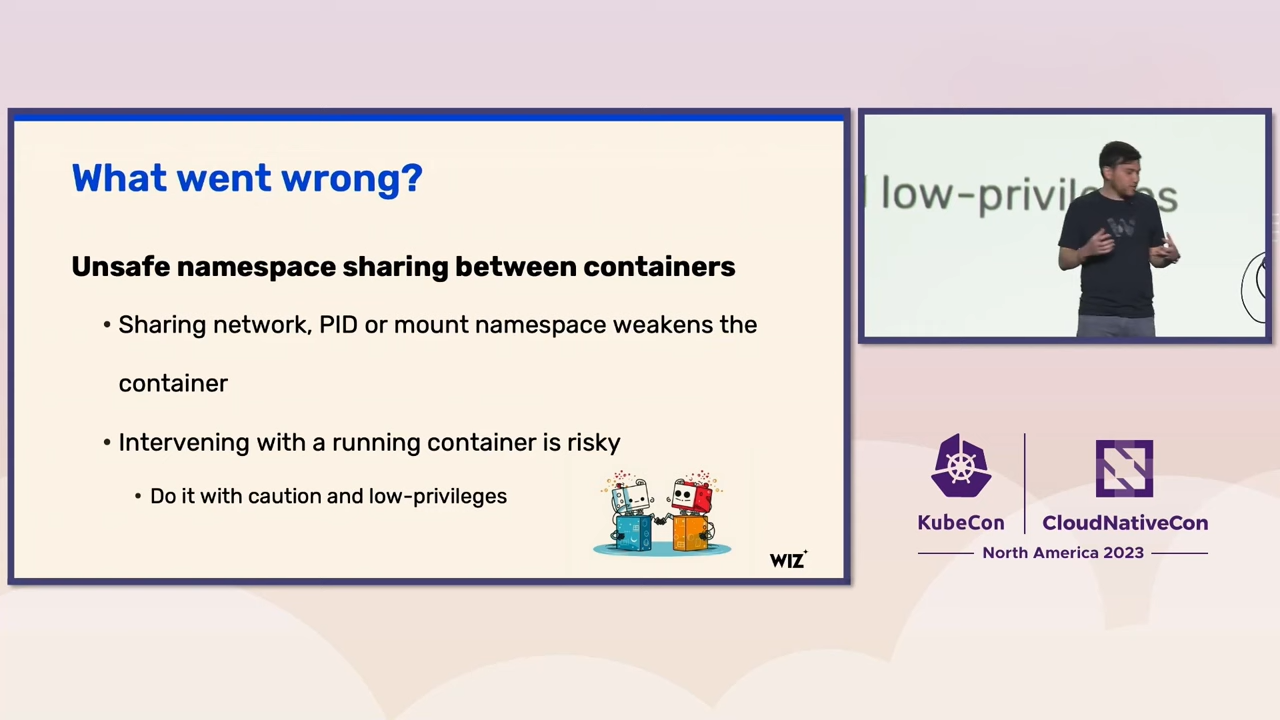 What went wrong?
Unsafe namespace sharing between containers
• Sharing network, PID or mount namespace weakens the
container
• Intervening with a running container is risky
• Do it with caution and low-privileges
WIZ
low-privileges
KubeCon
CloudNativeCon
North America 2023